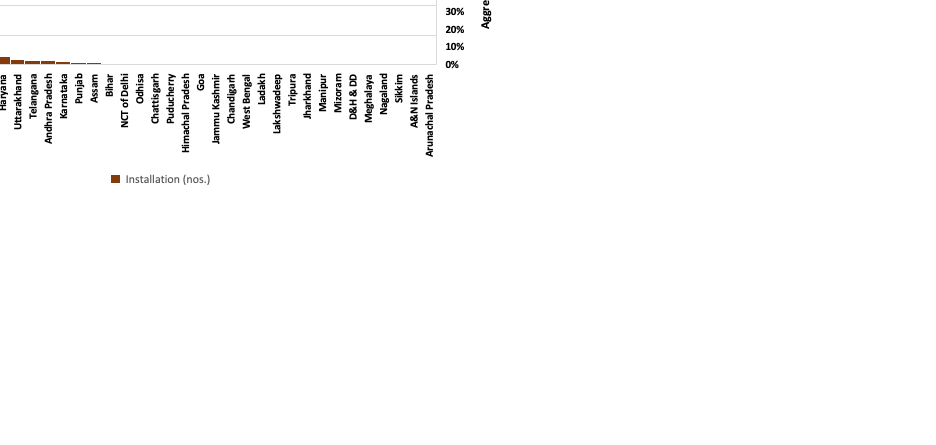 30%
20%
10%
0%
Haryana
Uttarakhand
Telangana
Andhra Pradesh
Karnataka
Punjab
Assam
Bihar
NCT of Delhi
Odhisa
Chattisgarh
Puducherry
Himachal Pradesh
Goa
Jammu Kashmir
Chandigarh
West Bengal
Ladakh
Lakshwadeep
Tripura
Jharkhand
Manipur
Mizoram
D&H & DD
Meghalaya
Nagaland
Sikkim
A&N Islands
Arunachal Pradesh
Aggre
Installation (nos.)